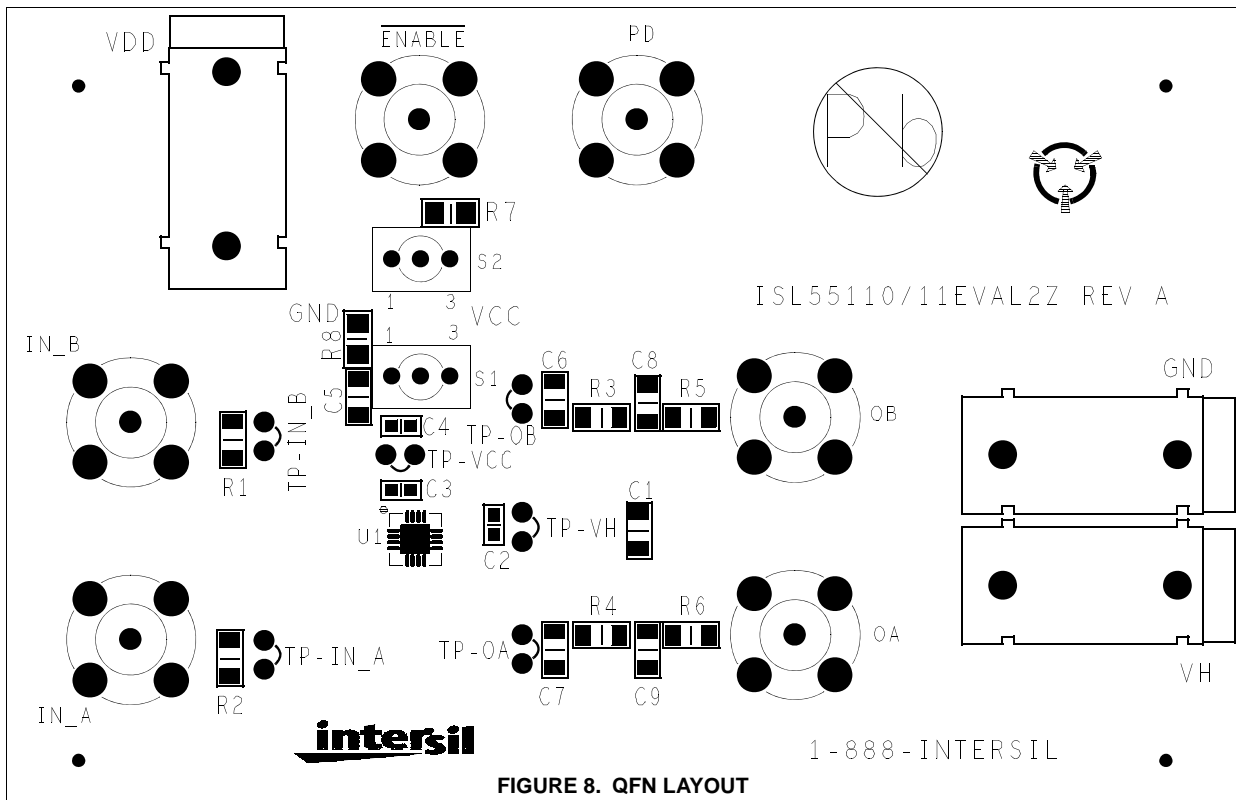 VDD
ENABLE
PD
Pb
R7
S2
1 3
GND
VCC
R8
1 3
S1
ISL55110/11EVAL2Z REV A
IN_B
C5
C6
C8
R3
R5
GND
OB
C4
TP-OB
TP-IN_B
R1
TP-VCC
C3
U1
C2
TP-VH
C1
R4
R6
OA
TP-IN_A
TP-OA
R2
C7
C9
VH
IN_A
intersil
1-888-INTERSIL
FIGURE 8. QFN LAYOUT